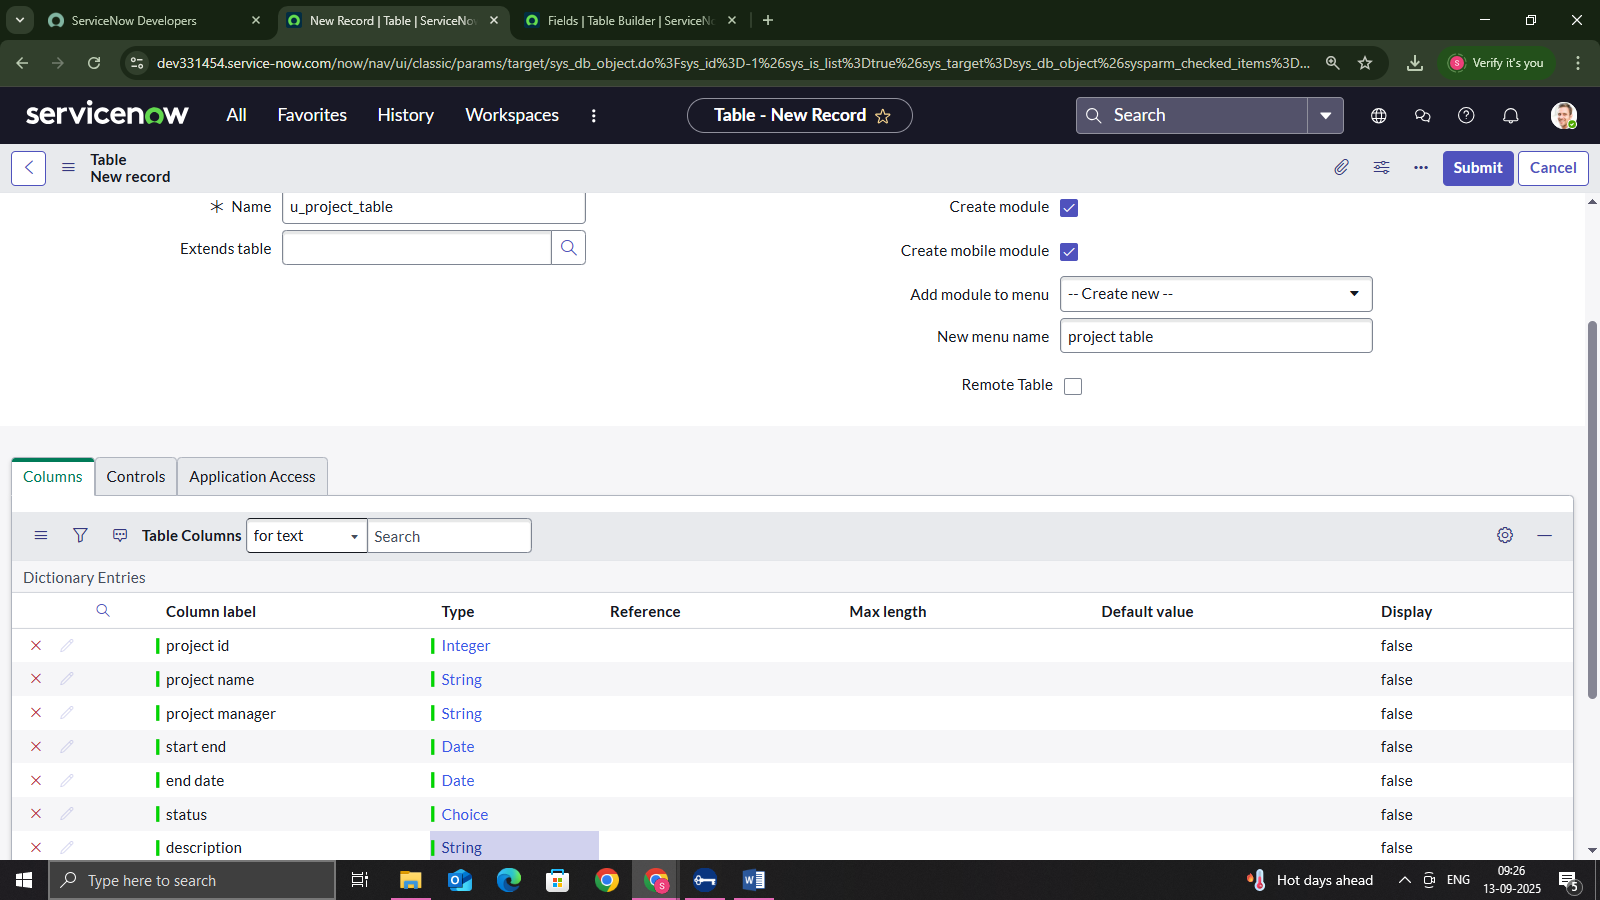 ServiceNow Developers
New Record | Table | ServiceNo
Fields | Table Builder | ServiceN
dev331454.service-now.com/now/nav/ui/classic/params/target/sys_db_object.do%3Fsys_id%3D-1%26sys_is_list%3Dtrue%26sys_target%3Dsys_db_object%26sysparm_checked_items%3D...
S
Verify it's you
servicenow
All
Favorites
History
Workspaces
Table - New Record
Search
Table
New record
Submit
Cancel
Name
u_project_table
Create module
Extends table
Create mobile module
Add module to menu
-- Create new --
New menu name
project table
Remote Table
Columns
Controls
Application Access
Table Columns
for text
Search
Dictionary Entries
Column label
Type
Reference
Max length
Default value
Display
project id
Integer
false
project name
String
false
project manager
String
false
start end
Date
false
end date
Date
false
status
Choice
false
description
String
false
Type here to search
S
Hot days ahead
ENG
09:26
13-09-2025
5